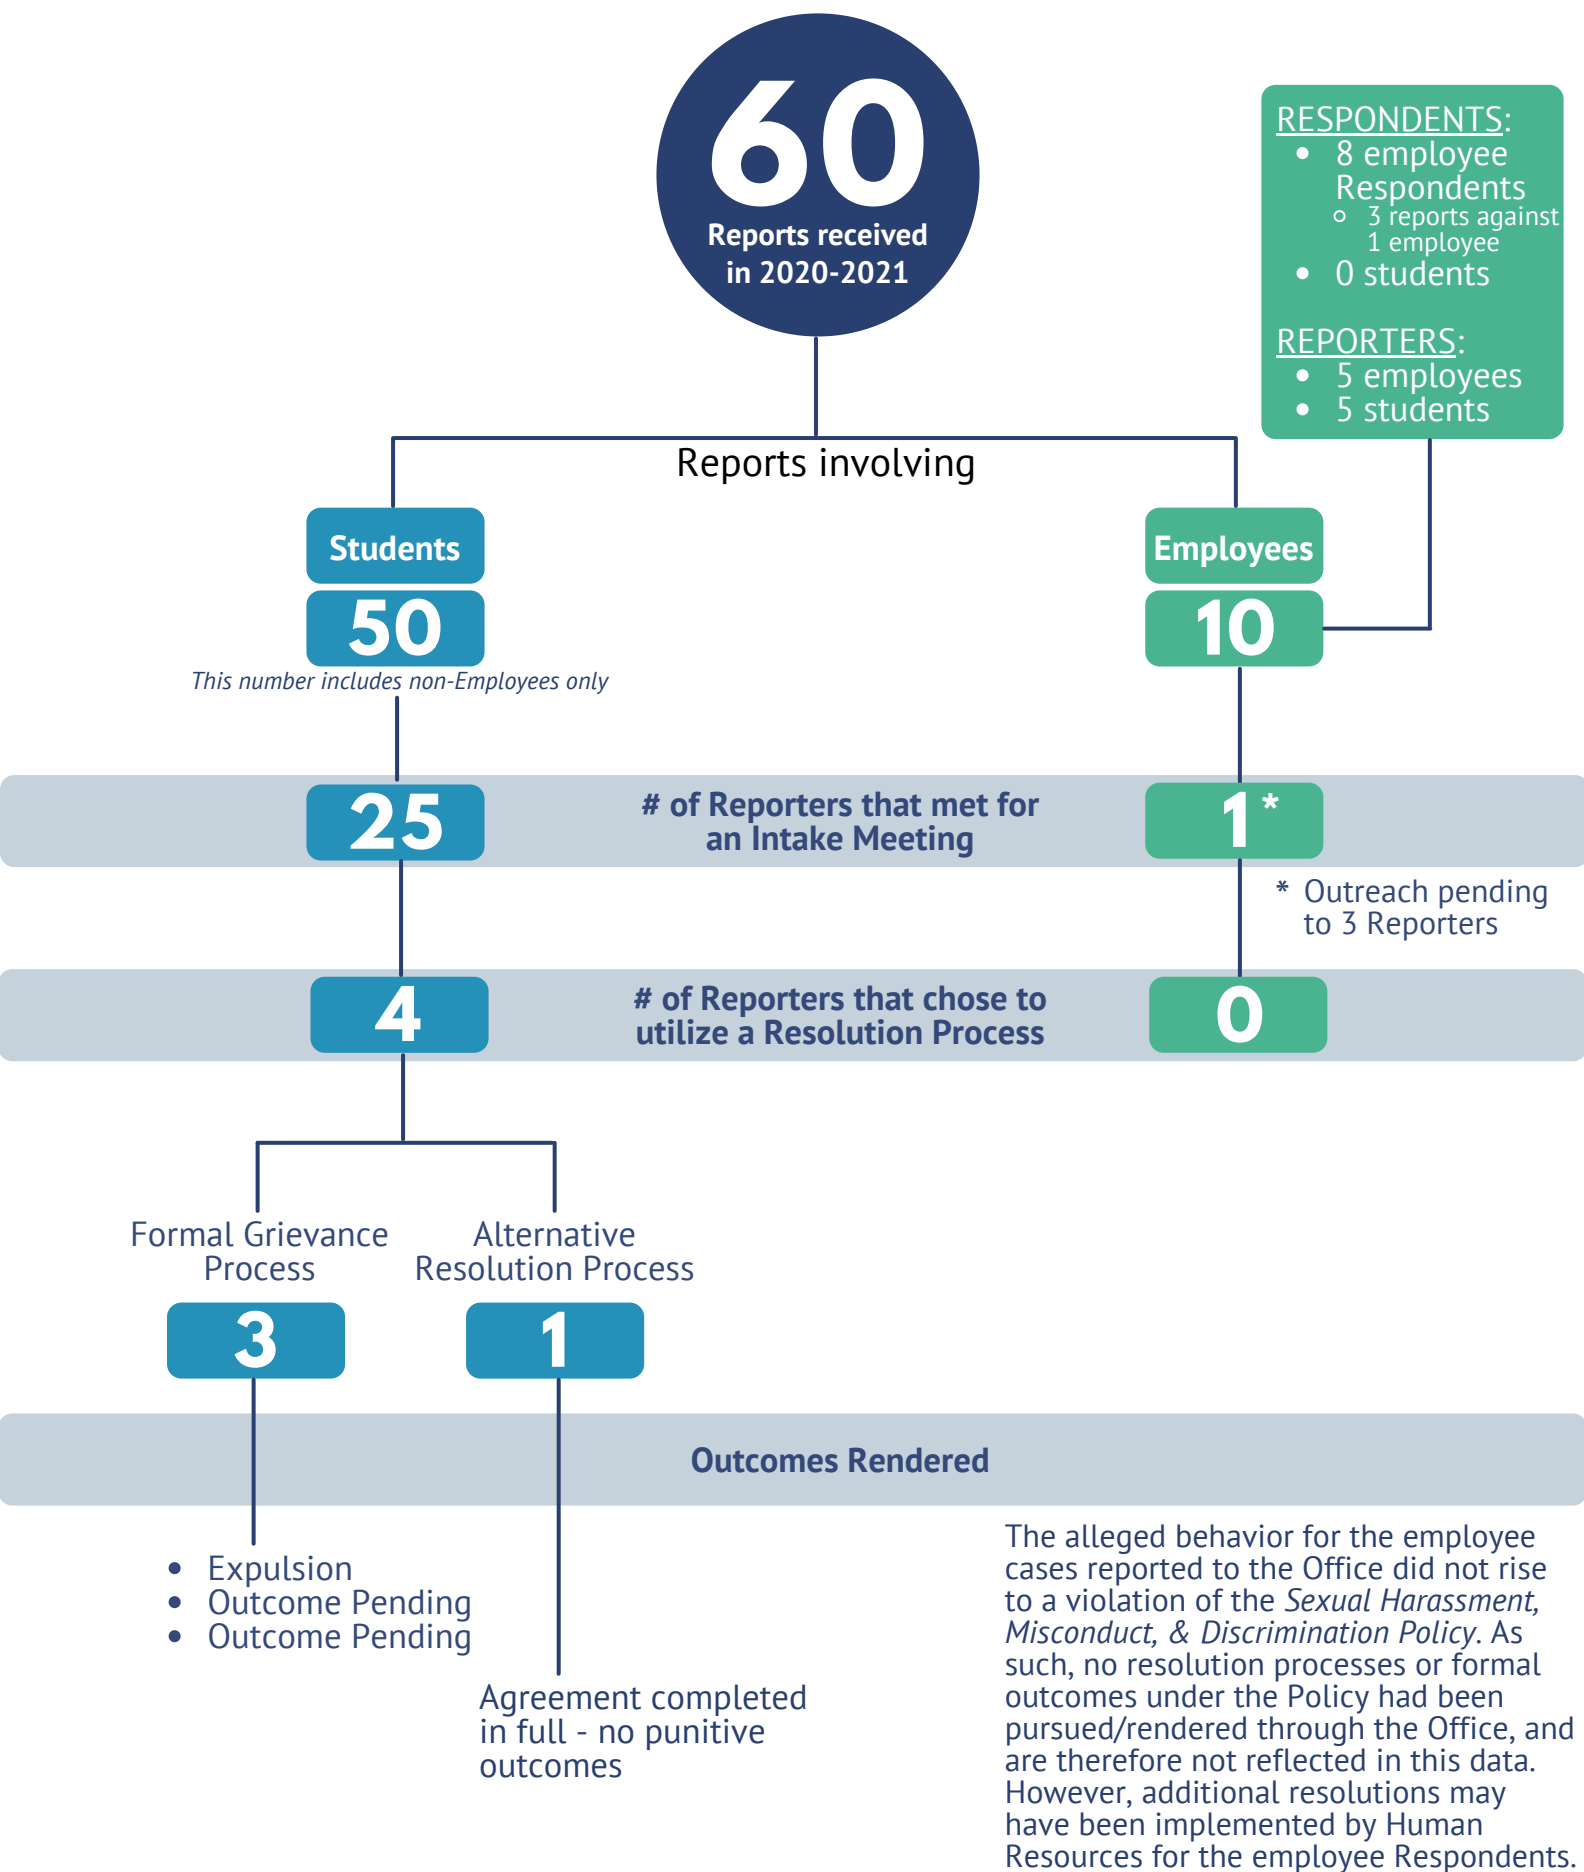 60
Reports received
in 2020-2021
RESPONDENTS:
• 8 employee
Respondents
◦ 3 reports against
1 employee
• 0 students
REPORTERS:
• 5 employees
• 5 students
Reports involving
Students
50
This number includes non-Employees only
Employees
10
25
# of Reporters that met for
an Intake Meeting
1*
* Outreach pending
to 3 Reporters
4
# of Reporters that chose to
utilize a Resolution Process
0
Formal Grievance
Process
3
Alternative
Resolution Process
1
Outcomes Rendered
• Expulsion
• Outcome Pending
• Outcome Pending
Agreement completed
in full - no punitive
outcomes
The alleged behavior for the employee
cases reported to the Office did not rise
to a violation of the Sexual Harassment,
Misconduct, & Discrimination Policy. As
such, no resolution processes or formal
outcomes under the Policy had been
pursued/rendered through the Office, and
are therefore not reflected in this data.
However, additional resolutions may
have been implemented by Human
Resources for the employee Respondents.